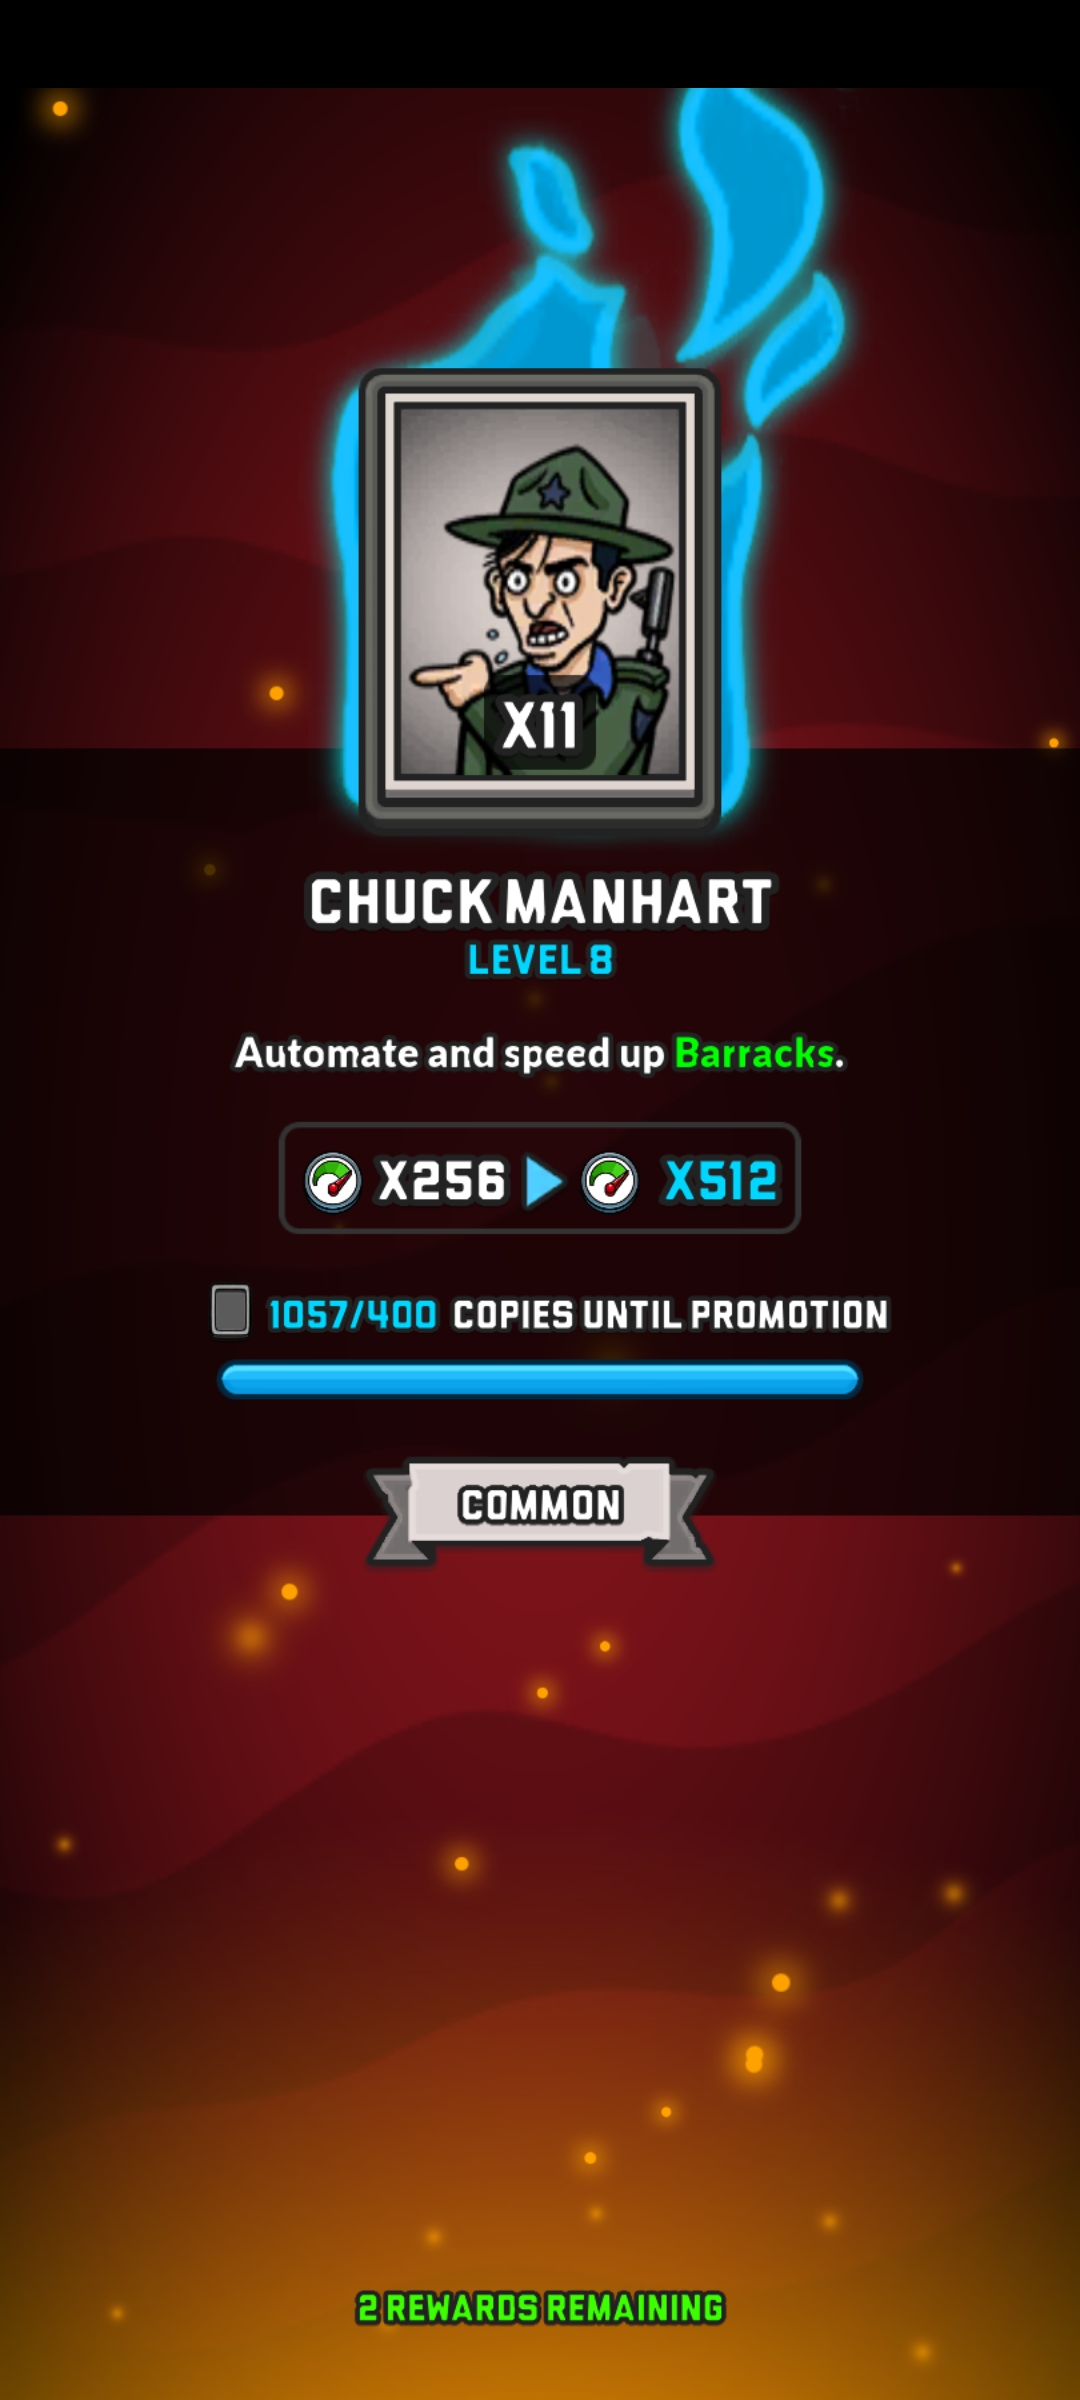 X11
CHUCK MANHART
LEVEL 8
Automate and speed up Barracks.
X256 X512
1057/400 COPIES UNTIL PROMOTION
COMMON
2 REWARDS REMAINING